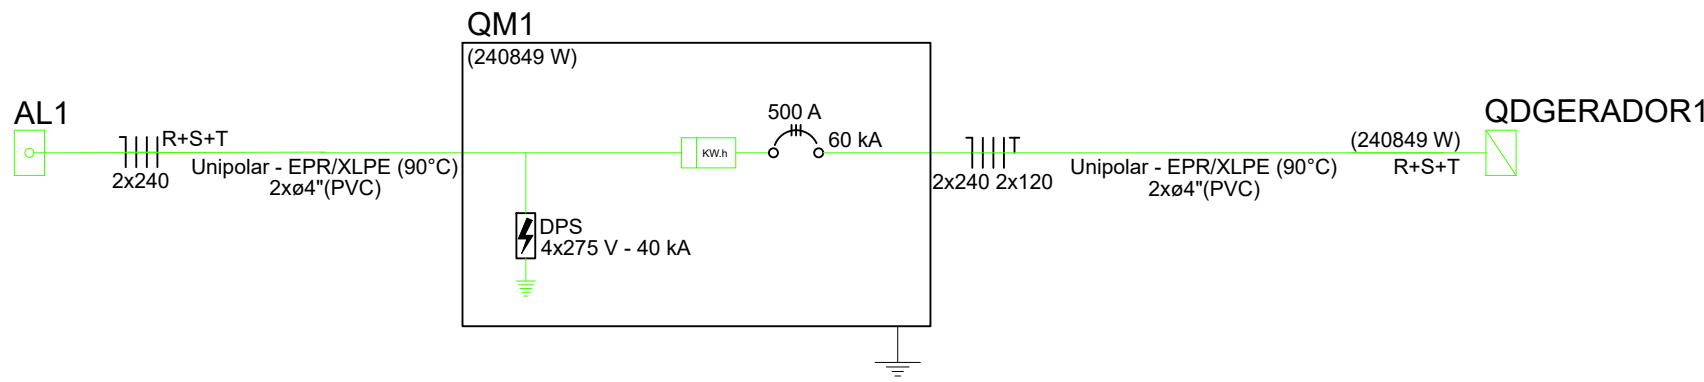 QM1
(240849 W)
AL1
R+S+T
2x240
Unipolar - EPR/XLPE (90°C)
2xø4"(PVC)
KW.h
500 A
60 kA
DPS
4x275 V - 40 kA
2x240 2x120
Unipolar - EPR/XLPE (90°C)
2xø4"(PVC)
(240849 W)
R+S+T
QDGERADOR1